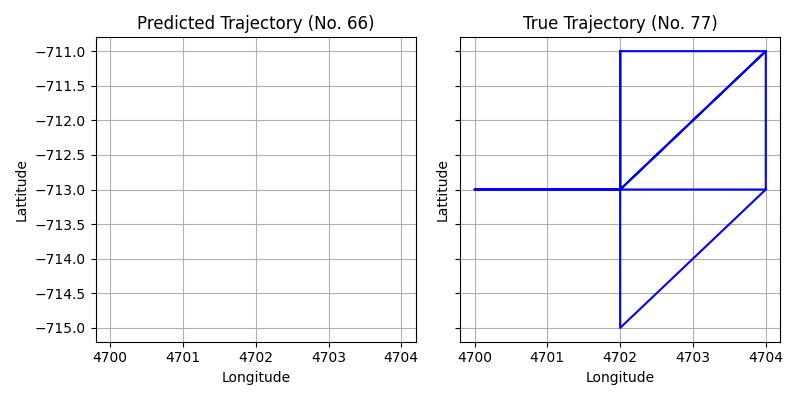 Predicted Trajectory (No. 66)
True Trajectory (No. 77)
Lattitude
−711.0
−711.5
−712.0
−712.5
−713.0
−713.5
−714.0
−714.5
−715.0
4700 4701 4702 4703 4704
Longitude
Lattitude
4700 4701 4702 4703 4704
Longitude